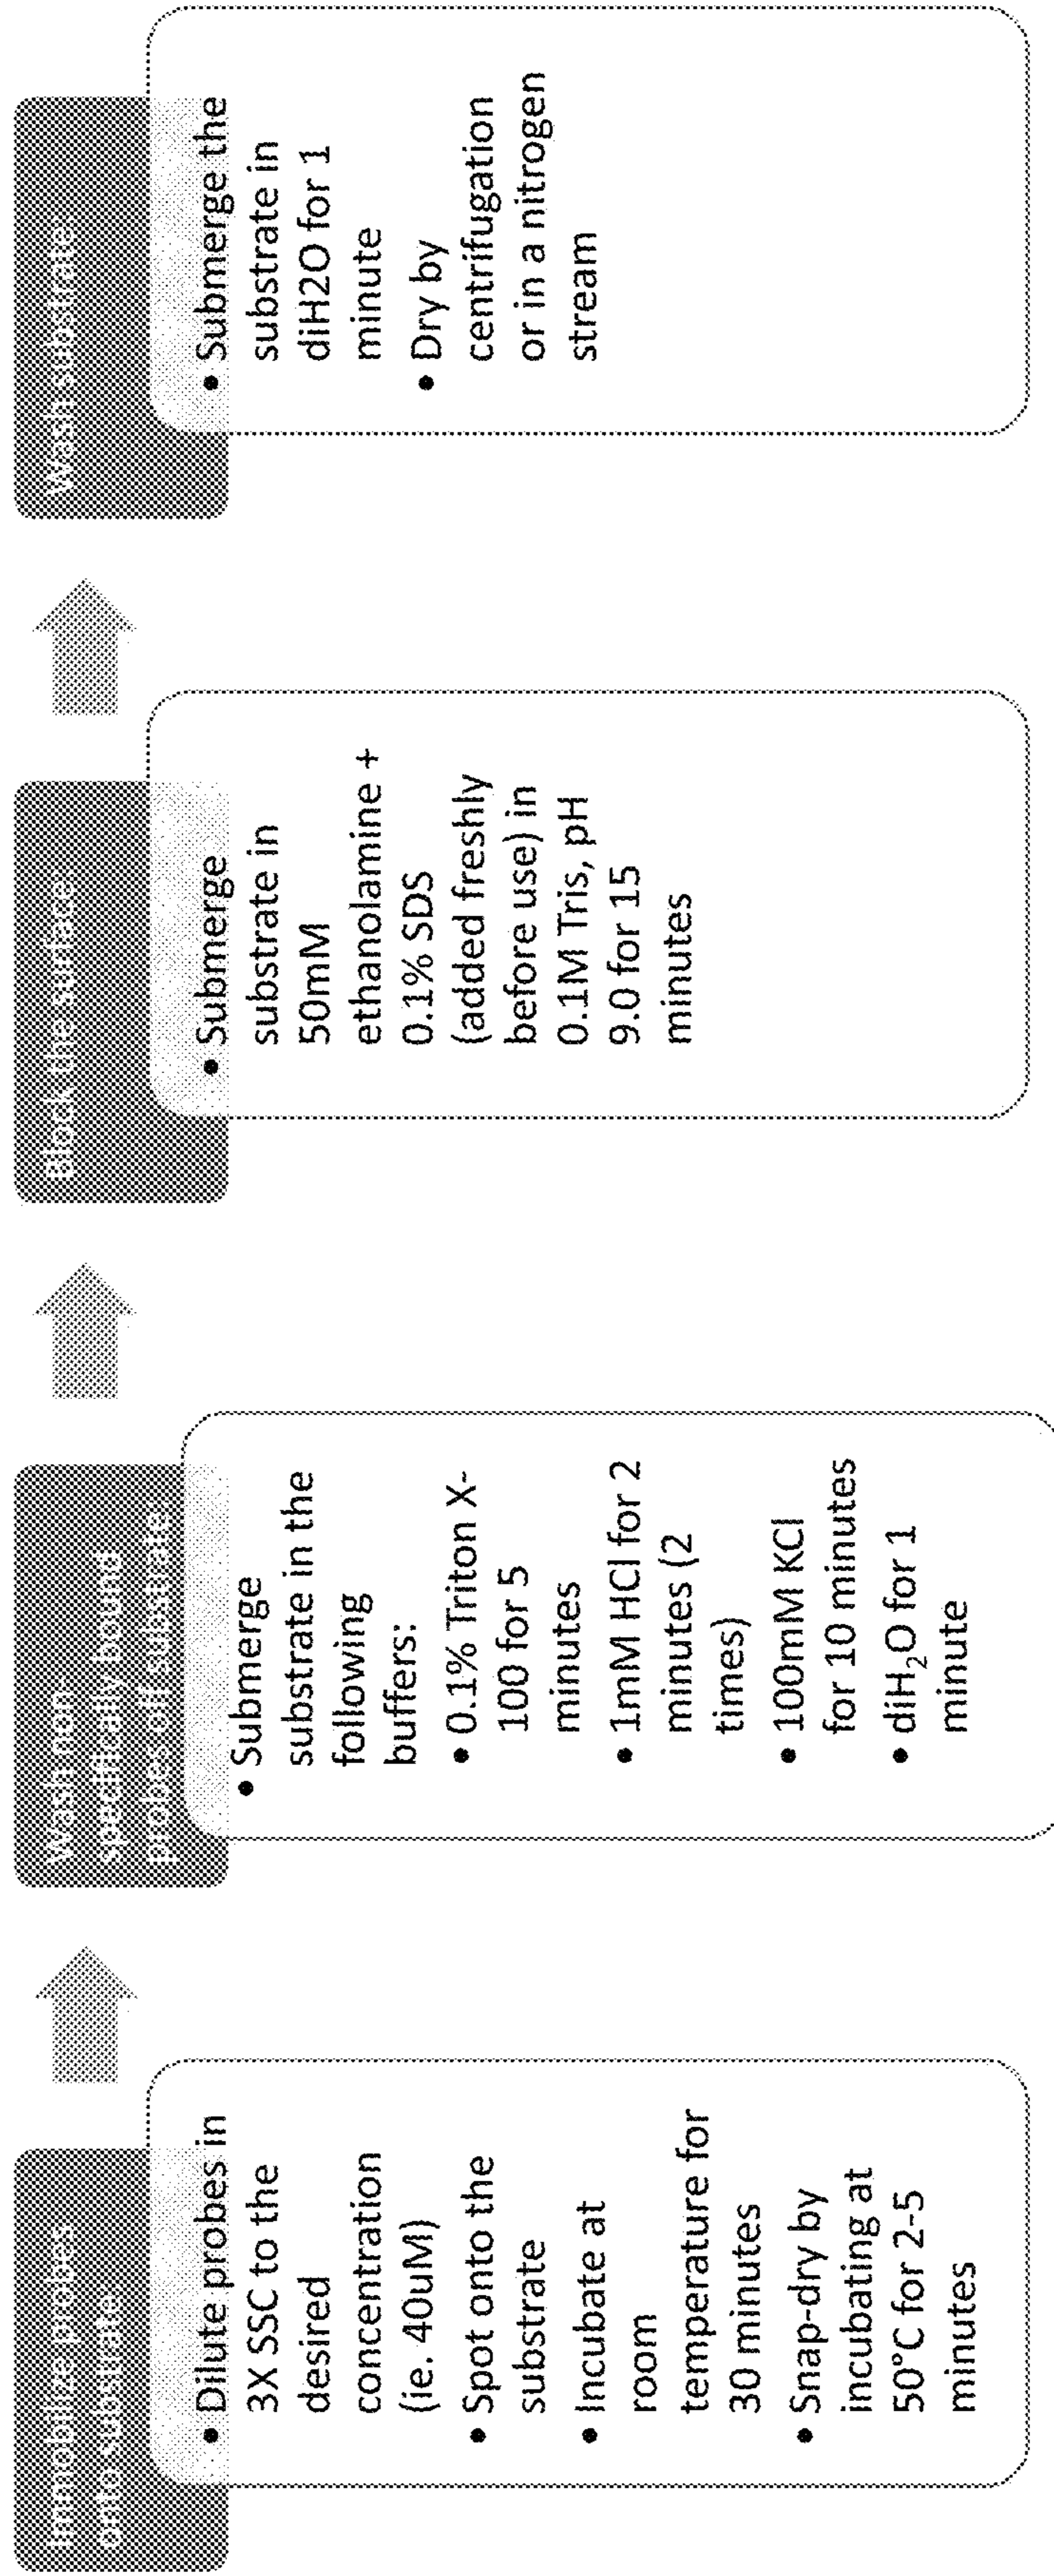 Immobilize probes
onto substrate
• Dilute probes in
3X SSC to the
desired
concentration
(ie. 40uM)
• Spot onto the
substrate
• Incubate at
room
temperature for
30 minutes
• Snap-dry by
incubating at
50°C for 2-5
minutes
Wash non-
specifically bound
probes off substrate
• Submerge
substrate in the
following
buffers:
• 0.1% Triton X-
100 for 5
minutes
• 1mM HCl for 2
minutes (2
times)
• 100mM KCl
for 10 minutes
• diH₂O for 1
minute
Block the surface
• Submerge
substrate in
50mM
ethanolamine +
0.1% SDS
(added freshly
before use) in
0.1M Tris, pH
9.0 for 15
minutes
Wash substrate
• Submerge the
substrate in
diH2O for 1
minute
• Dry by
centrifugation
or in a nitrogen
stream